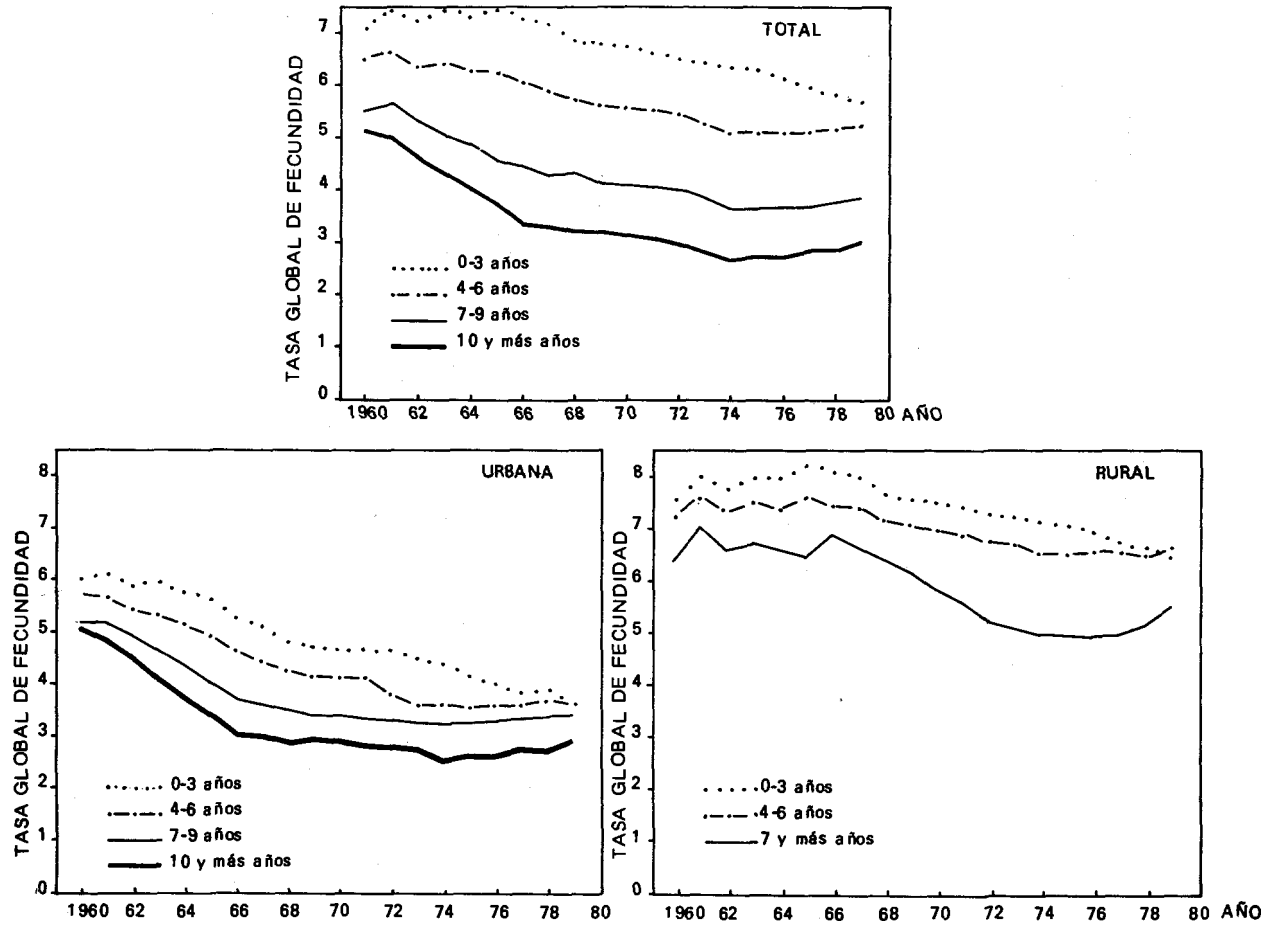 TOTAL
TASA GLOBAL DE FECUNDIDAD
7
6
5
4
3
2
1
0
0-3 años
4-6 años
7-9 años
10 y más años
1960 62 64 66 68 70 72 74 76 78 80 AÑO
URBANA
TASA GLOBAL DE FECUNDIDAD
8
7
6
5
4
3
2
1
0
0-3 años
4-6 años
7-9 años
10 y más años
1960 62 64 66 68 70 72 74 76 78 80
RURAL
TASA GLOBAL DE FECUNDIDAD
8
7
6
5
4
3
2
1
0
0-3 años
4-6 años
7 y más años
1960 62 64 66 68 70 72 74 76 78 80 AÑO